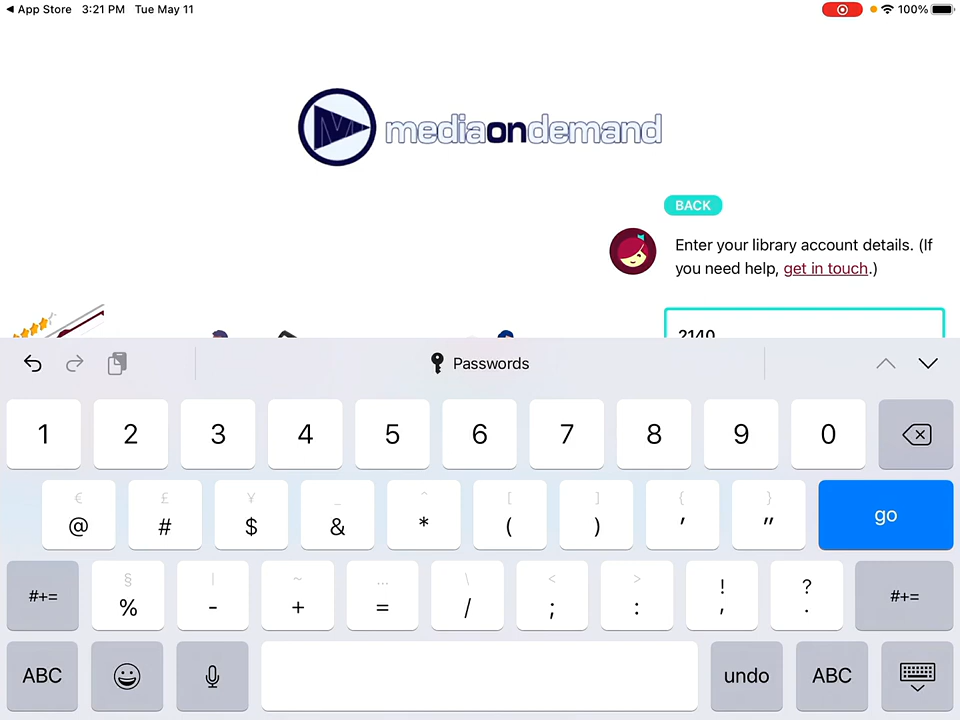 ◀ App Store 3:21 PM Tue May 11 100%
mediaondemand
BACK
Enter your library account details. (If
you need help, get in touch.)
2140
Passwords
1 2 3 4 5 6 7 8 9 0
€ £ ¥ _ ^ [ ] { }
@ # $ & * ( ) ' " go
§ | ~ … \ < > ! ?
#+= % - + = / ; : , . #+=
ABC undo ABC